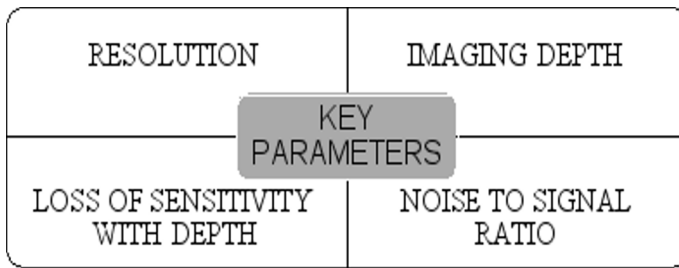 RESOLUTION
IMAGING DEPTH
KEY
PARAMETERS
LOSS OF SENSITIVITY
WITH DEPTH
NOISE TO SIGNAL
RATIO